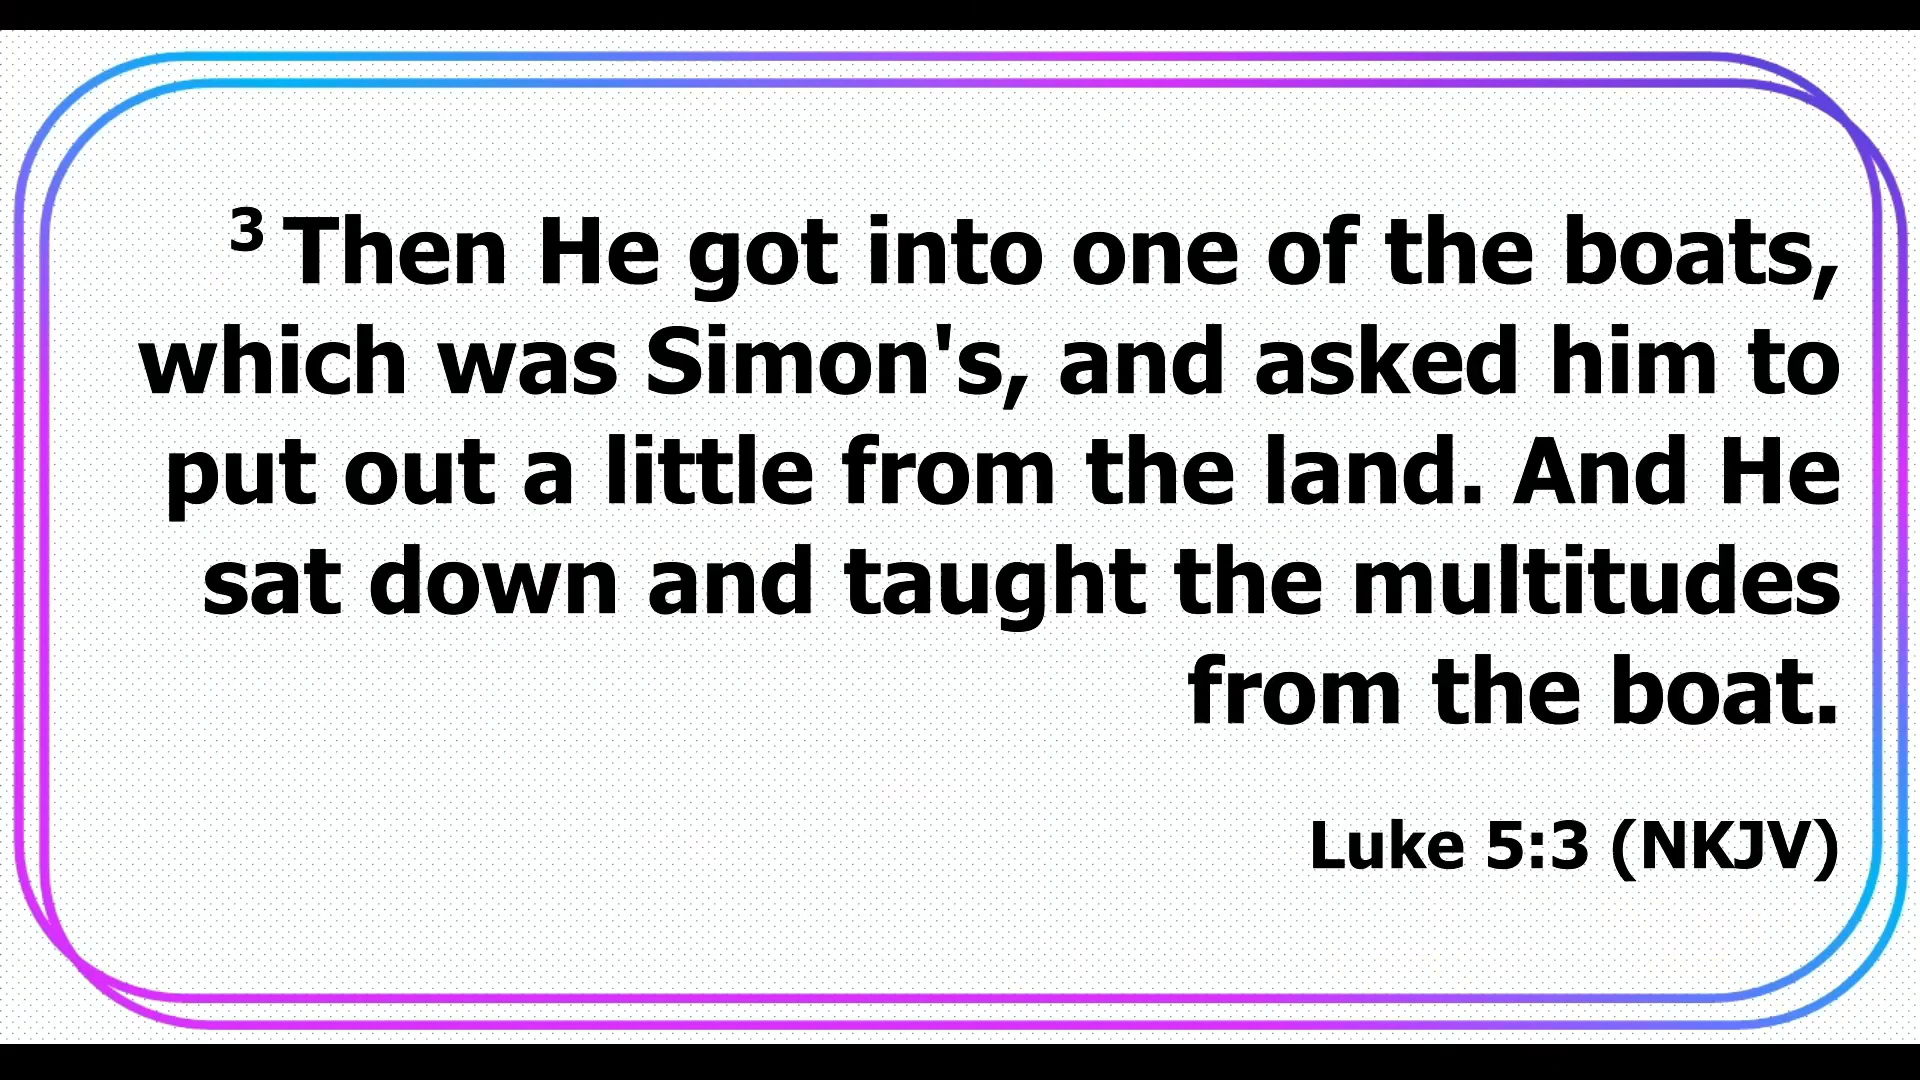 3 Then He got into one of the boats,
which was Simon's, and asked him to
put out a little from the land. And He
sat down and taught the multitudes
from the boat.
Luke 5:3 (NKJV)